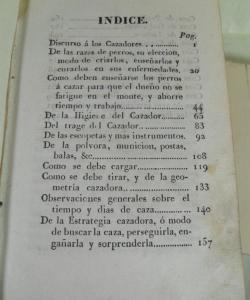 INDICE.
Pag.
Discurso á los Cazadores ........... 1
De las razas de perros, su eleccion,
modo de criarlos, enseñarlos y
curarlos en sus enfermedades. 20
Como deben enseñarse los perros
á cazar para que el dueño no se
fatigue en el monte, y ahorre
tiempo y trabajo................... 44
De la Higiene del Cazador........ 65
Del trage del Cazador............. 83
De las escopetas y mas instrumentos. 92
De la pólvora, municion, postas,
balas, &c.......................... 108
Como se debe cargar............... 119
Como se debe tirar, y de la geo-
metría cazadora.................. 133
Observaciones generales sobre el
tiempo y dias de caza............ 140
De la Estrategia cazadora, ó modo
de buscar la caza, perseguirla, en-
gañarla y sorprenderla........... 157